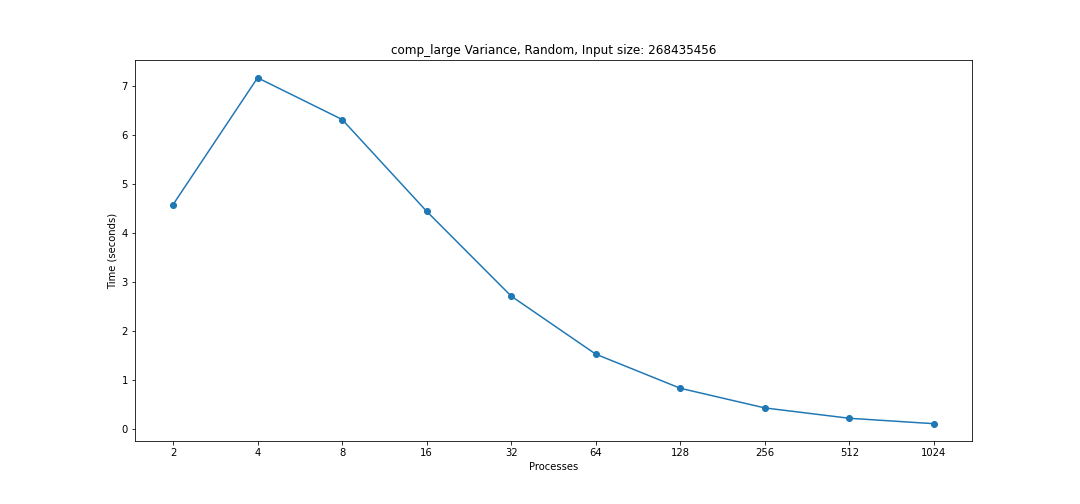 comp_large Variance, Random, Input size: 268435456
Time (seconds)
7
6
5
4
3
2
1
0
2 4 8 16 32 64 128 256 512 1024
Processes